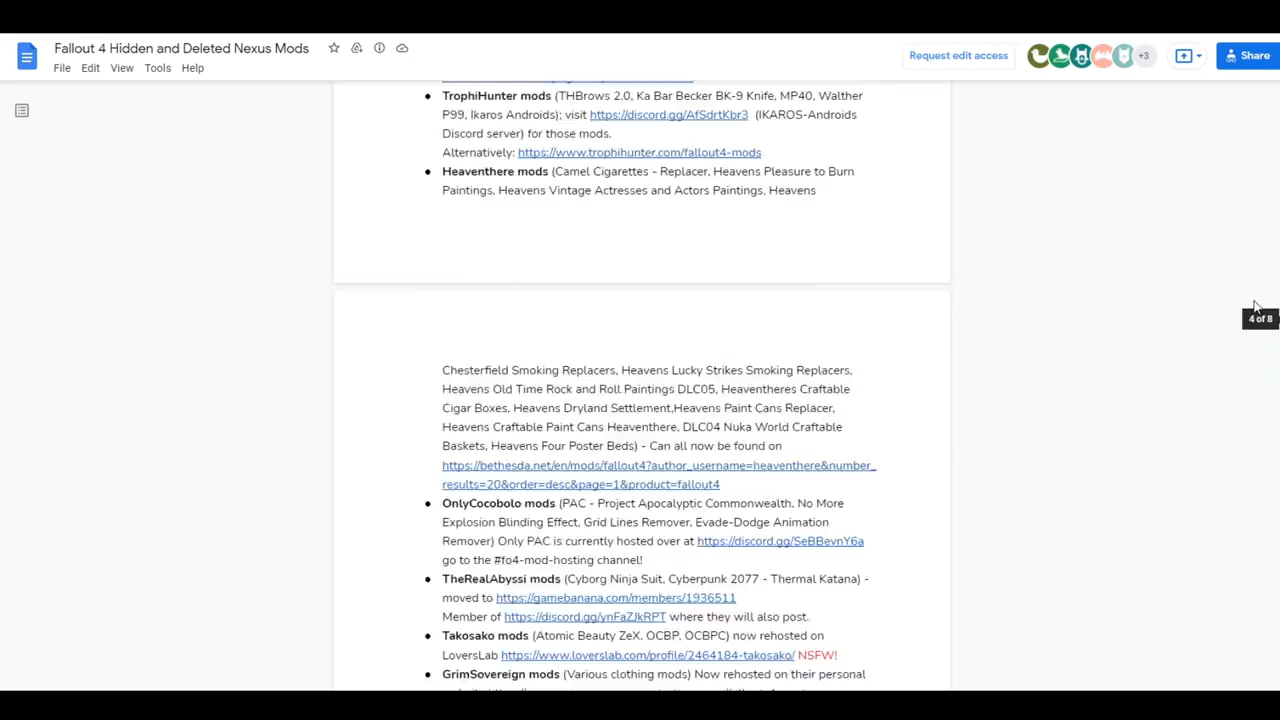 Fallout 4 Hidden and Deleted Nexus Mods
File Edit View Tools Help
Request edit access
+3
Share
TrophiHunter mods (THBrows 2.0, Ka Bar Becker BK-9 Knife, MP40, Walther
P99, Ikaros Androids); visit https://discord.gg/AfSdrtKbr3 (IKAROS-Androids
Discord server) for those mods.
Alternatively: https://www.trophihunter.com/fallout4-mods
Heaventhere mods (Camel Cigarettes - Replacer, Heavens Pleasure to Burn
Paintings, Heavens Vintage Actresses and Actors Paintings, Heavens
4 of 8
Chesterfield Smoking Replacers, Heavens Lucky Strikes Smoking Replacers,
Heavens Old Time Rock and Roll Paintings DLC05, Heaventheres Craftable
Cigar Boxes, Heavens Dryland Settlement,Heavens Paint Cans Replacer,
Heavens Craftable Paint Cans Heaventhere, DLC04 Nuka World Craftable
Baskets, Heavens Four Poster Beds) - Can all now be found on
https://bethesda.net/en/mods/fallout4?author_username=heaventhere&number_
results=20&order=desc&page=1&product=fallout4
OnlyCocobolo mods (PAC - Project Apocalyptic Commonwealth, No More
Explosion Blinding Effect, Grid Lines Remover, Evade-Dodge Animation
Remover) Only PAC is currently hosted over at https://discord.gg/SeBBevnY6a
go to the #fo4-mod-hosting channel!
TheRealAbyssi mods (Cyborg Ninja Suit, Cyberpunk 2077 - Thermal Katana) -
moved to https://gamebanana.com/members/1936511
Member of https://discord.gg/ynFaZJkRPT where they will also post.
Takosako mods (Atomic Beauty ZeX, OCBP, OCBPC) now rehosted on
LoversLab https://www.loverslab.com/profile/2464184-takosako/ NSFW!
GrimSovereign mods (Various clothing mods) Now rehosted on their personal